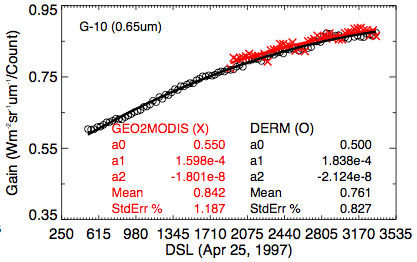 0.95
G-10 (0.65um)
0.75
0.55
0.35
Gain (Wm⁻²sr⁻¹um⁻¹/Count)
GEO2MODIS (X) DERM (O)
a0 0.550 a0 0.500
a1 1.598e-4 a1 1.838e-4
a2 -1.801e-8 a2 -2.124e-8
Mean 0.842 Mean 0.761
StdErr % 1.187 StdErr % 0.827
250 615 980 1345 1710 2075 2440 2805 3170 3535
DSL (Apr 25, 1997)